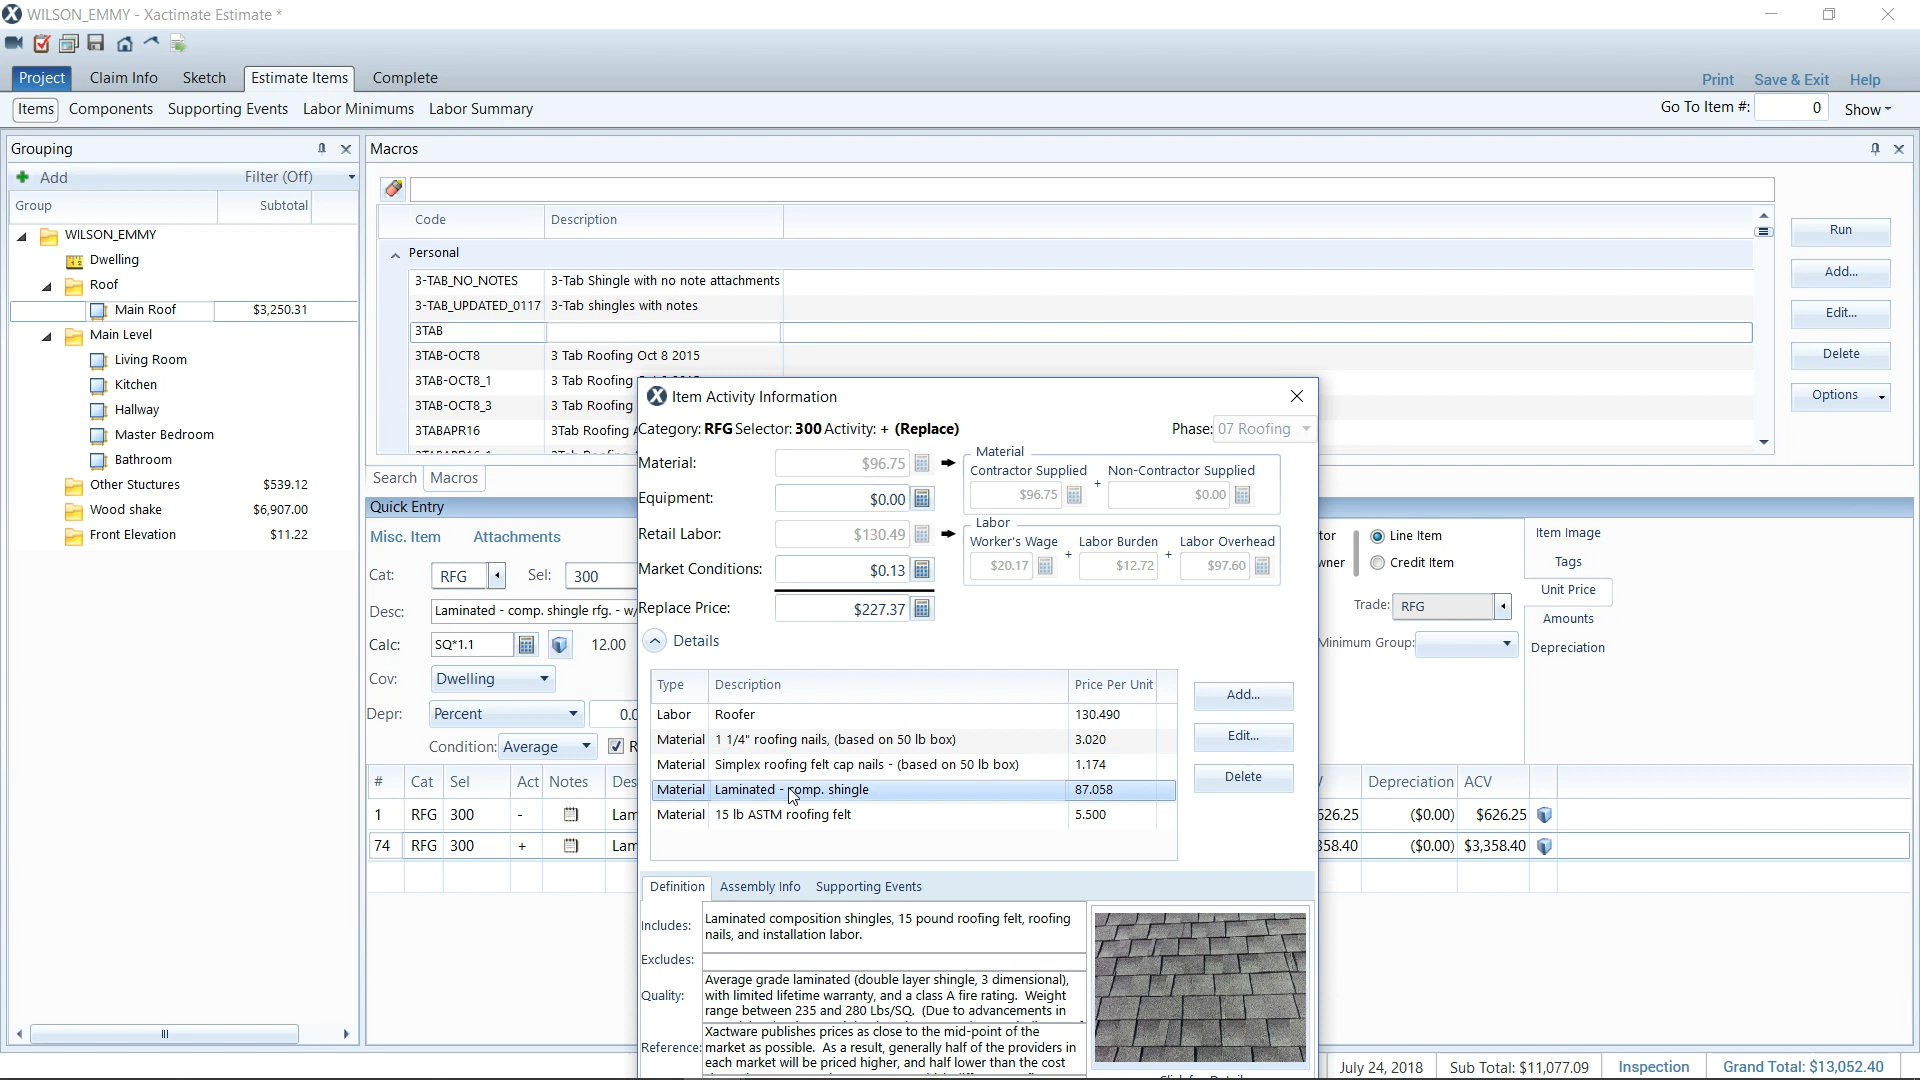 WILSON_EMMY - Xactimate Estimate *
Project Claim Info Sketch Estimate Items Complete
Print Save & Exit Help
Items Components Supporting Events Labor Minimums Labor Summary
Go To Item #: 0 Show
Grouping
Add Filter (Off)
Group Subtotal
WILSON_EMMY
Dwelling
Roof
Main Roof $3,250.31
Main Level
Living Room
Kitchen
Hallway
Master Bedroom
Bathroom
Other Stuctures $539.12
Wood shake $6,907.00
Front Elevation $11.22
Macros
Code Description
Personal
3-TAB_NO_NOTES 3-Tab Shingle with no note attachments
3-TAB_UPDATED_0117 3-Tab shingles with notes
3TAB
3TAB-OCT8 3 Tab Roofing Oct 8 2015
3TAB-OCT8_1 3 Tab Roofing
3TAB-OCT8_3 3 Tab Roofing
3TABAPR16 3Tab Roofing
Run
Add...
Edit...
Delete
Options
Search Macros
Quick Entry
Misc. Item Attachments
Cat: RFG Sel: 300
Desc: Laminated - comp. shingle rfg. - w/
Calc: SQ*1.1 12.00
Cov: Dwelling
Depr: Percent 0.0
Condition: Average R
# Cat Sel Act Notes Des
1 RFG 300 - Lam
74 RFG 300 + Lam
Item Activity Information
Category: RFG Selector: 300 Activity: + (Replace)
Phase: 07 Roofing
Material: $96.75
Equipment: $0.00
Retail Labor: $130.49
Market Conditions: $0.13
Replace Price: $227.37
Material
Contractor Supplied + Non-Contractor Supplied
$96.75 $0.00
Labor
Worker's Wage + Labor Burden + Labor Overhead
$20.17 $12.72 $97.60
Details
Type Description Price Per Unit
Labor Roofer 130.490
Material 1 1/4" roofing nails, (based on 50 lb box) 3.020
Material Simplex roofing felt cap nails - (based on 50 lb box) 1.174
Material Laminated - comp. shingle 87.058
Material 15 lb ASTM roofing felt 5.500
Add...
Edit...
Delete
Definition Assembly Info Supporting Events
Includes: Laminated composition shingles, 15 pound roofing felt, roofing
nails, and installation labor.
Excludes:
Quality: Average grade laminated (double layer shingle, 3 dimensional),
with limited lifetime warranty, and a class A fire rating. Weight
range between 235 and 280 Lbs/SQ. (Due to advancements in
Reference: Xactware publishes prices as close to the mid-point of the
market as possible. As a result, generally half of the providers in
each market will be priced higher, and half lower than the cost
tor
wner
Line Item
Credit Item
Trade: RFG
Minimum Group:
Item Image
Tags
Unit Price
Amounts
Depreciation
Depreciation ACV
626.25 ($0.00) $626.25
358.40 ($0.00) $3,358.40
July 24, 2018 Sub Total: $11,077.09 Inspection Grand Total: $13,052.40